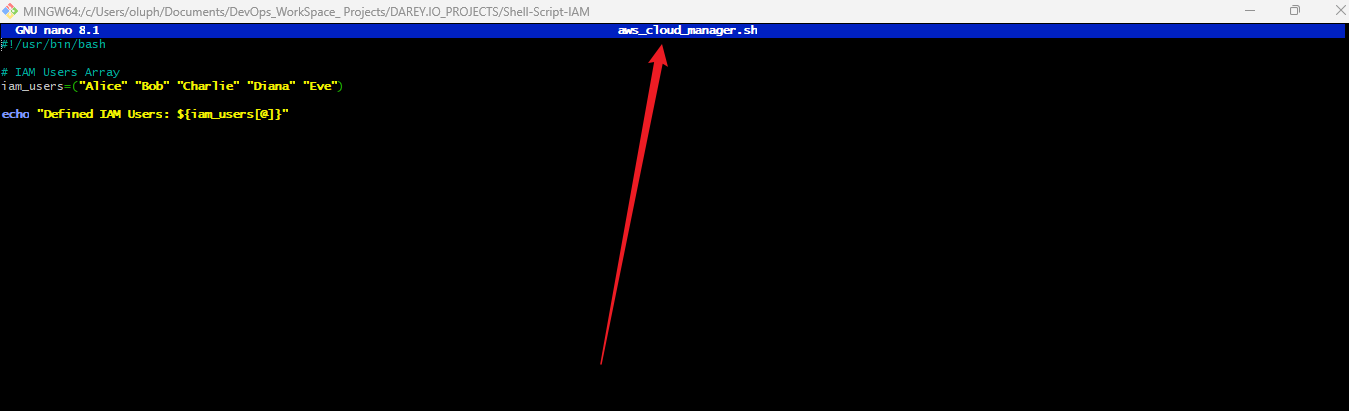 MINGW64:/c/Users/oluph/Documents/DevOps_WorkSpace_ Projects/DAREY.IO_PROJECTS/Shell-Script-IAM
GNU nano 8.1 aws_cloud_manager.sh
#!/usr/bin/bash
# IAM Users Array
iam_users=("Alice" "Bob" "Charlie" "Diana" "Eve")
echo "Defined IAM Users: ${iam_users[@]}"